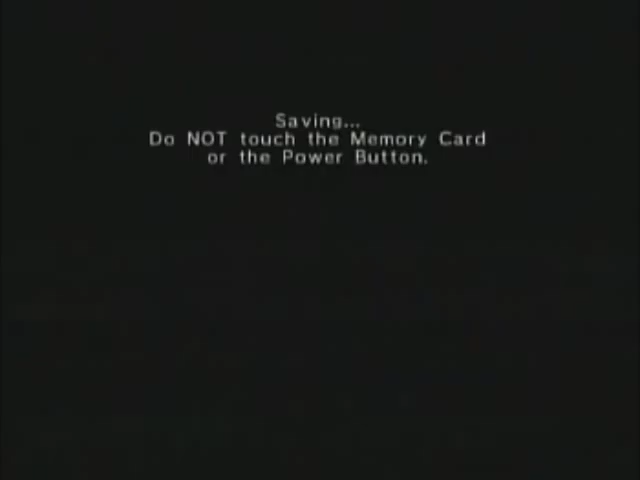 Saving...
Do NOT touch the Memory Card
or the Power Button.